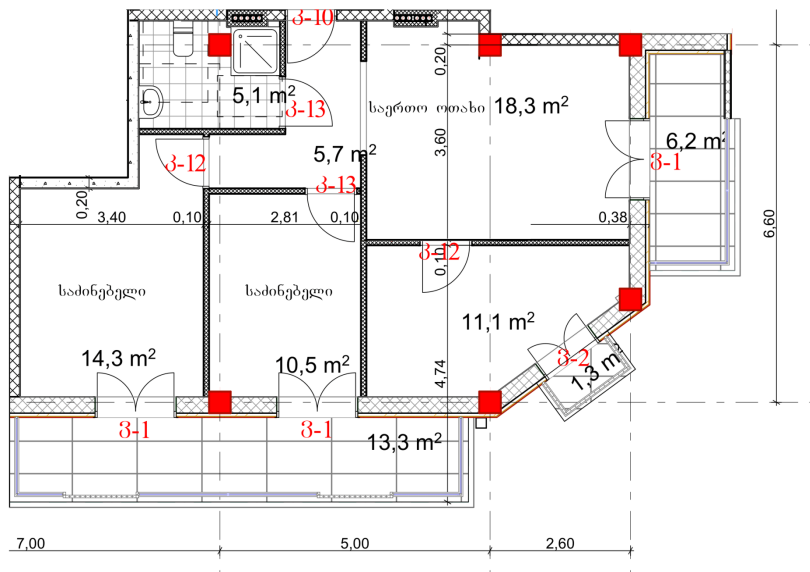 კ-10
0,20
5,1 m²
კ-13
საერთო ოთახი
18,3 m²
3,60
6,2 m²
5,7 m²
კ-12
კ-13
კ-1
0,20
3,40
0,10
2,81
0,10
0,38
6,60
კ-12
0,10
საძინებელი
საძინებელი
11,1 m²
14,3 m²
10,5 m²
კ-2
1,3 m²
4,74
კ-1
კ-1
13,3 m²
7,00
5,00
2,60